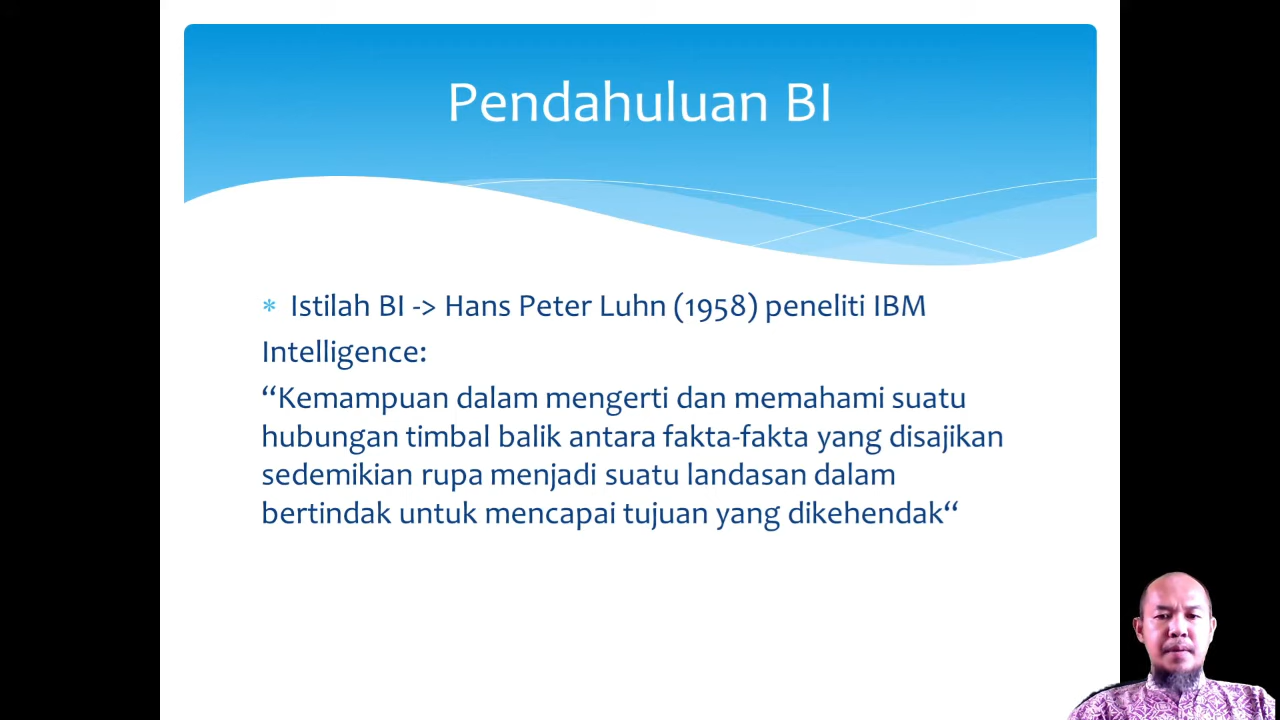 Pendahuluan BI
* Istilah BI -> Hans Peter Luhn (1958) peneliti IBM
Intelligence:
“Kemampuan dalam mengerti dan memahami suatu
hubungan timbal balik antara fakta-fakta yang disajikan
sedemikian rupa menjadi suatu landasan dalam
bertindak untuk mencapai tujuan yang dikehendak“